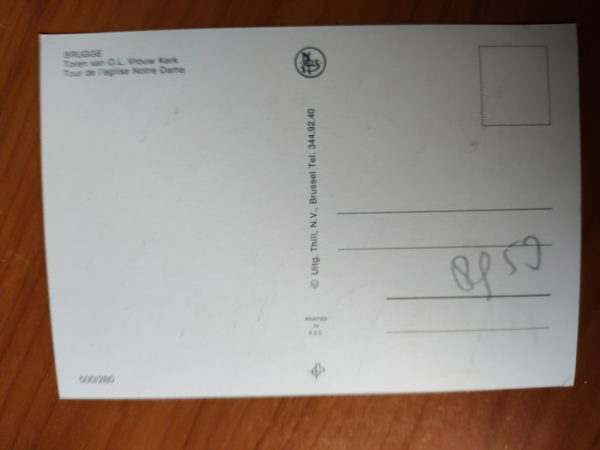 BRUGGE
Toren van O.L. Vrouw Kerk
Tour de l'église Notre Dame
© Uitg. Thill, N.V., Brussel Tel. 344.92.40
PRINTED
IN
E.E.C.
500/280